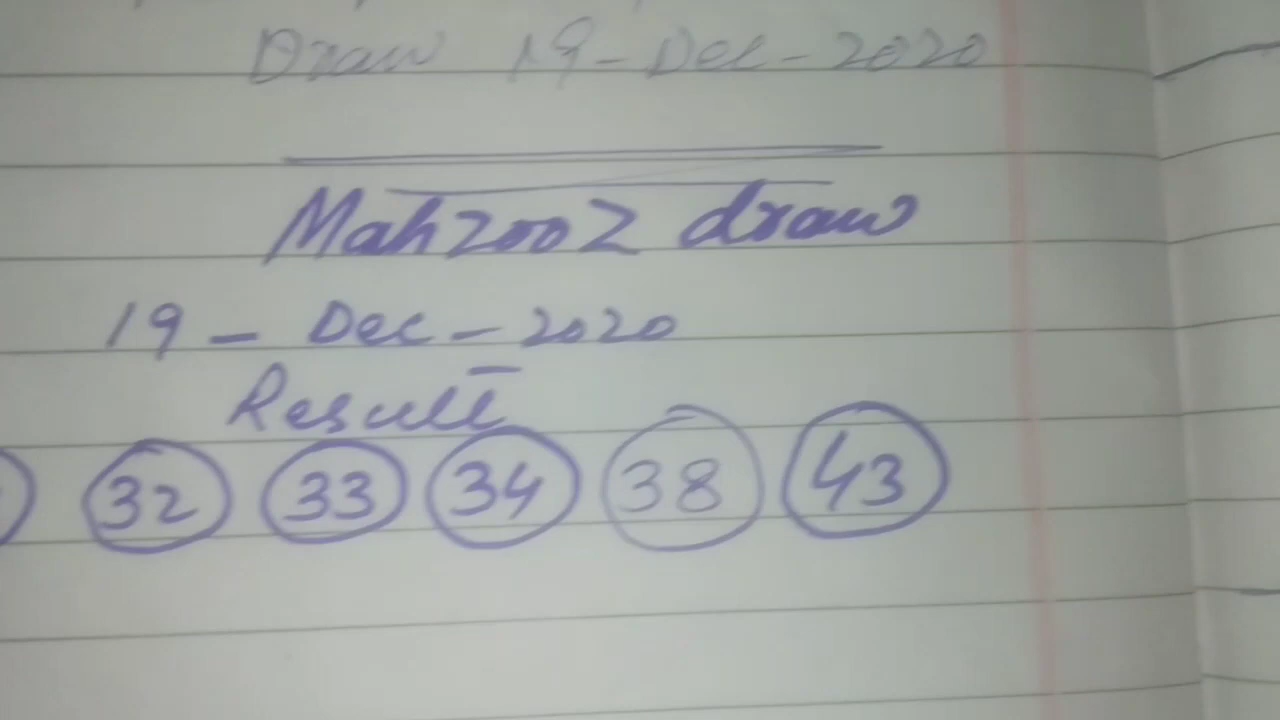 Draw 19-Dec-2020
Mahzooz draw
19 - Dec - 2020
Result
32 33 34 38 43